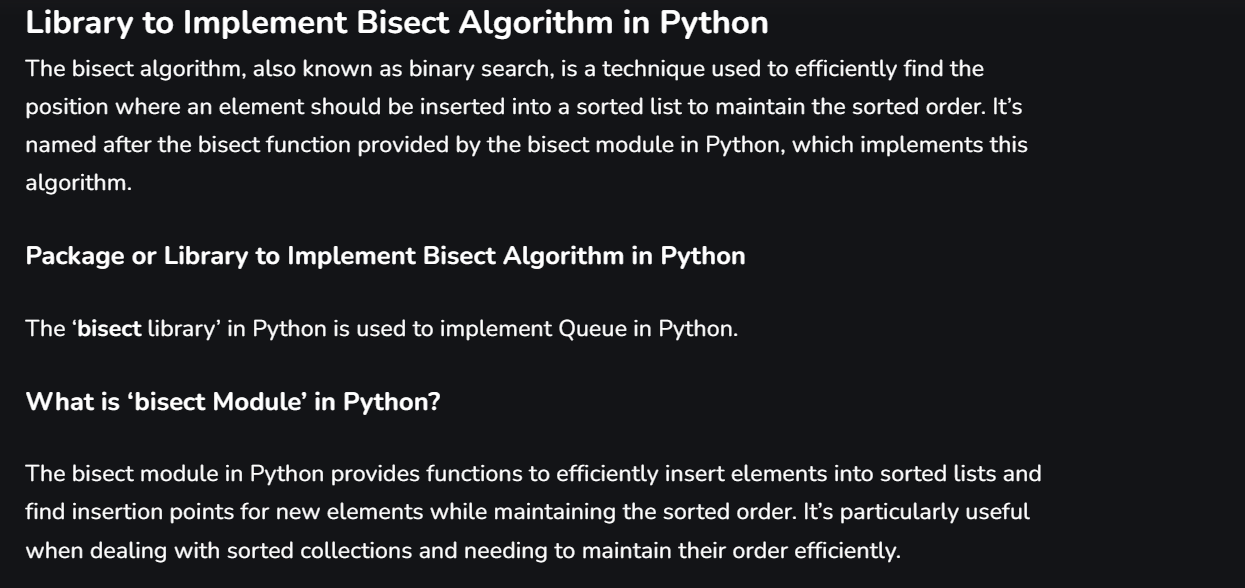 Library to Implement Bisect Algorithm in Python
The bisect algorithm, also known as binary search, is a technique used to efficiently find the
position where an element should be inserted into a sorted list to maintain the sorted order. It’s
named after the bisect function provided by the bisect module in Python, which implements this
algorithm.
Package or Library to Implement Bisect Algorithm in Python
The ‘bisect library’ in Python is used to implement Queue in Python.
What is ‘bisect Module’ in Python?
The bisect module in Python provides functions to efficiently insert elements into sorted lists and
find insertion points for new elements while maintaining the sorted order. It’s particularly useful
when dealing with sorted collections and needing to maintain their order efficiently.